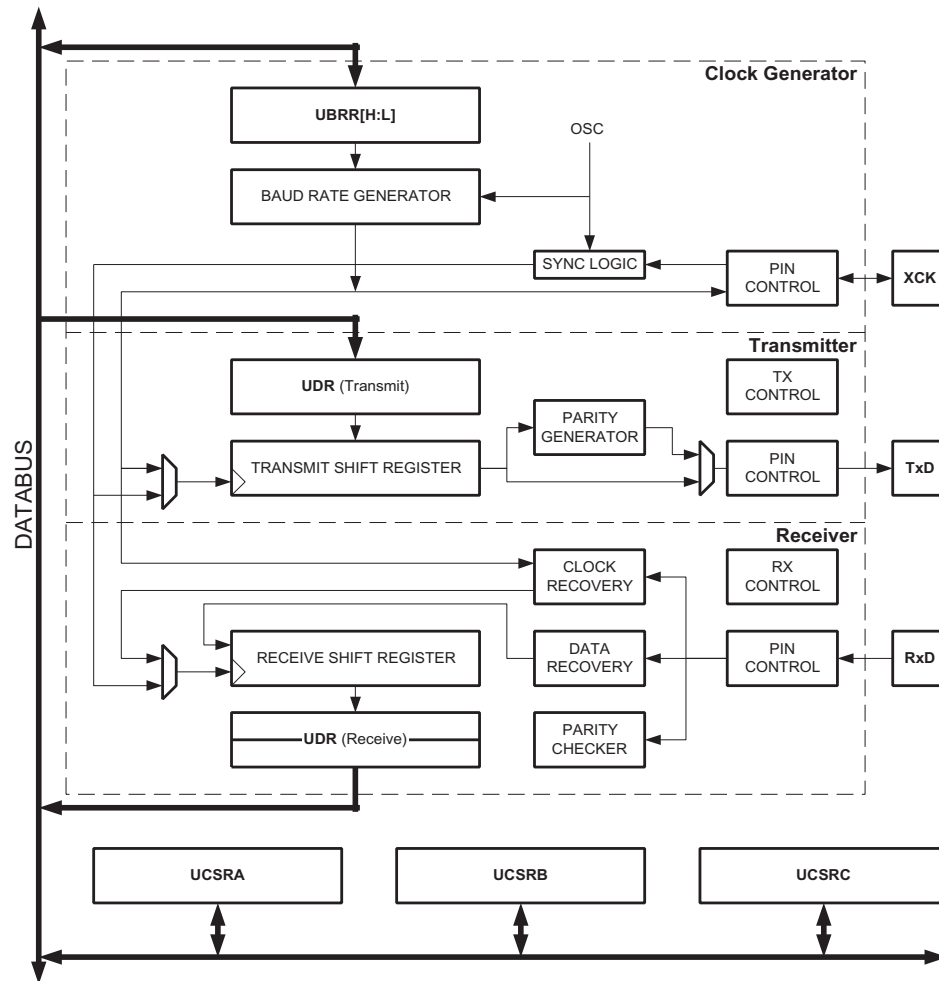 Clock Generator
UBRR[H:L]
OSC
BAUD RATE GENERATOR
SYNC LOGIC
PIN
CONTROL
XCK
Transmitter
UDR (Transmit)
TX
CONTROL
PARITY
GENERATOR
TRANSMIT SHIFT REGISTER
PIN
CONTROL
TxD
DATABUS
Receiver
CLOCK
RECOVERY
RX
CONTROL
RECEIVE SHIFT REGISTER
DATA
RECOVERY
PIN
CONTROL
RxD
UDR (Receive)
PARITY
CHECKER
UCSRA
UCSRB
UCSRC